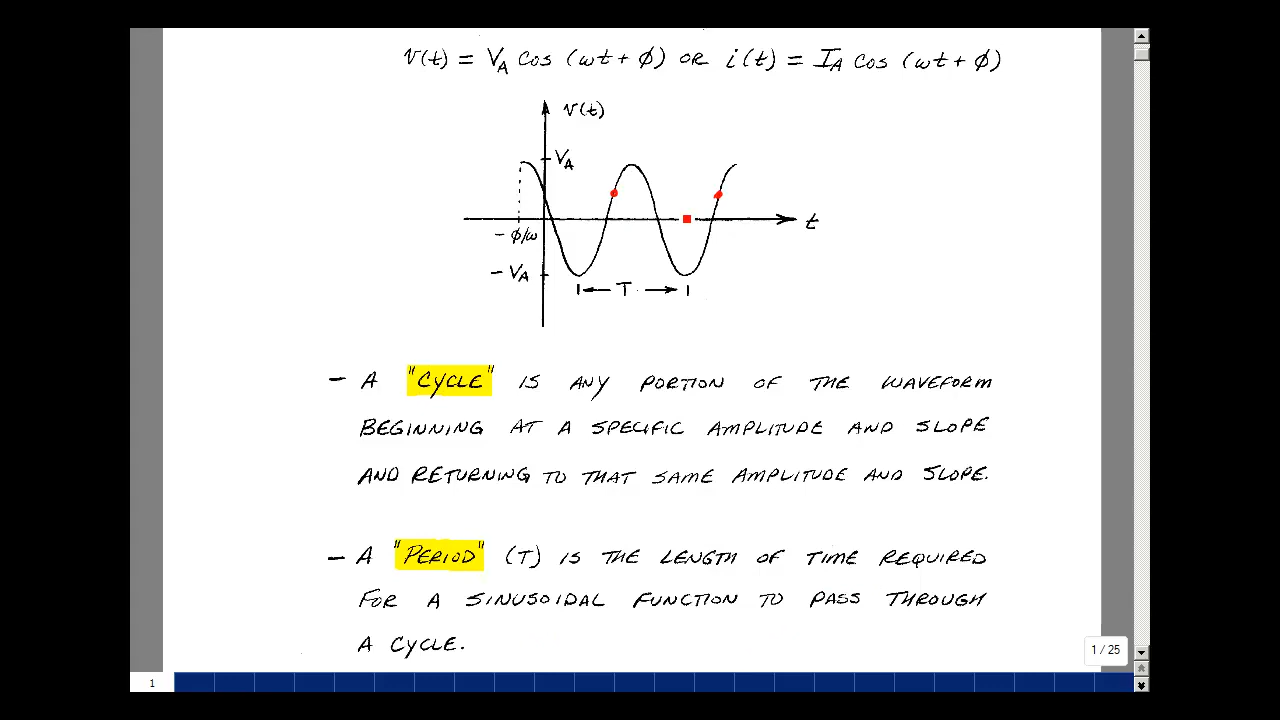 v(t) = VA COS (ωt + ϕ) OR i(t) = IA COS (ωt + ϕ)
v(t)
VA
t
- ϕ/ω
- VA
T
- A "CYCLE" IS ANY PORTION OF THE WAVEFORM
BEGINNING AT A SPECIFIC AMPLITUDE AND SLOPE
AND RETURNING TO THAT SAME AMPLITUDE AND SLOPE.
- A "PERIOD" (T) IS THE LENGTH OF TIME REQUIRED
FOR A SINUSOIDAL FUNCTION TO PASS THROUGH
A CYCLE.
1 / 25
1